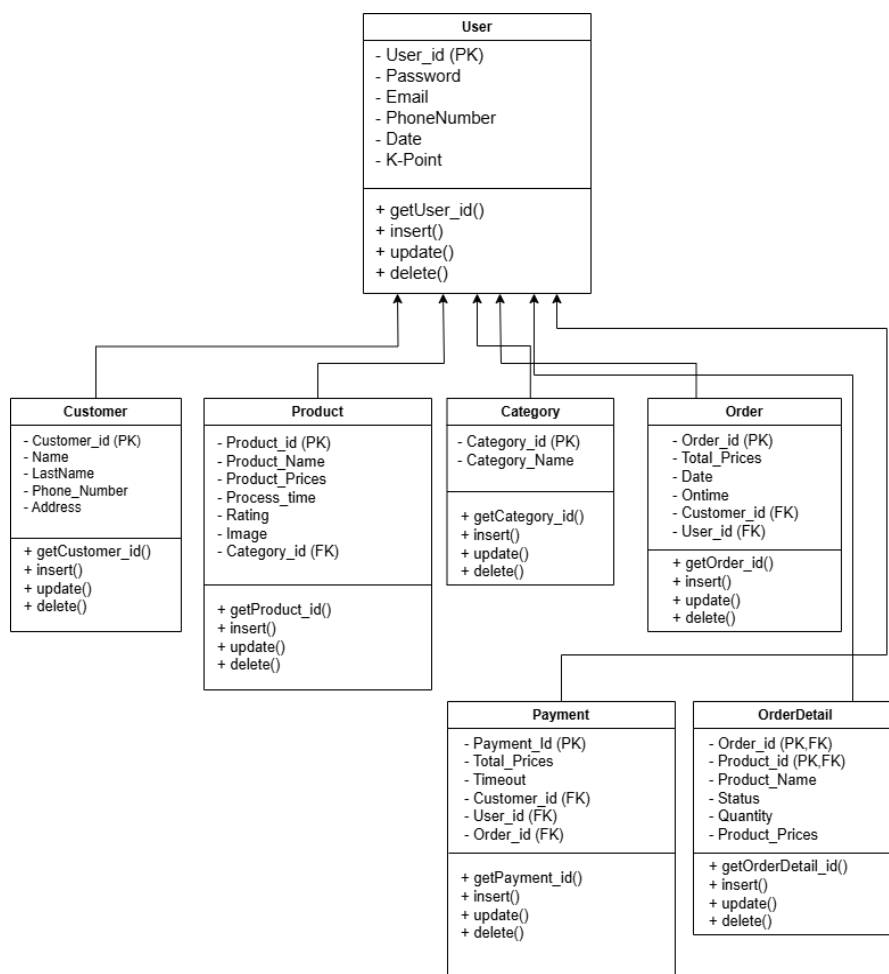 User
- User_id (PK)
- Password
- Email
- PhoneNumber
- Date
- K-Point
+ getUser_id()
+ insert()
+ update()
+ delete()
Customer
- Customer_id (PK)
- Name
- LastName
- Phone_Number
- Address
+ getCustomer_id()
+ insert()
+ update()
+ delete()
Product
- Product_id (PK)
- Product_Name
- Product_Prices
- Process_time
- Rating
- Image
- Category_id (FK)
+ getProduct_id()
+ insert()
+ update()
+ delete()
Category
- Category_id (PK)
- Category_Name
+ getCategory_id()
+ insert()
+ update()
+ delete()
Order
- Order_id (PK)
- Total_Prices
- Date
- Ontime
- Customer_id (FK)
- User_id (FK)
+ getOrder_id()
+ insert()
+ update()
+ delete()
Payment
- Payment_Id (PK)
- Total_Prices
- Timeout
- Customer_id (FK)
- User_id (FK)
- Order_id (FK)
+ getPayment_id()
+ insert()
+ update()
+ delete()
OrderDetail
- Order_id (PK,FK)
- Product_id (PK,FK)
- Product_Name
- Status
- Quantity
- Product_Prices
+ getOrderDetail_id()
+ insert()
+ update()
+ delete()